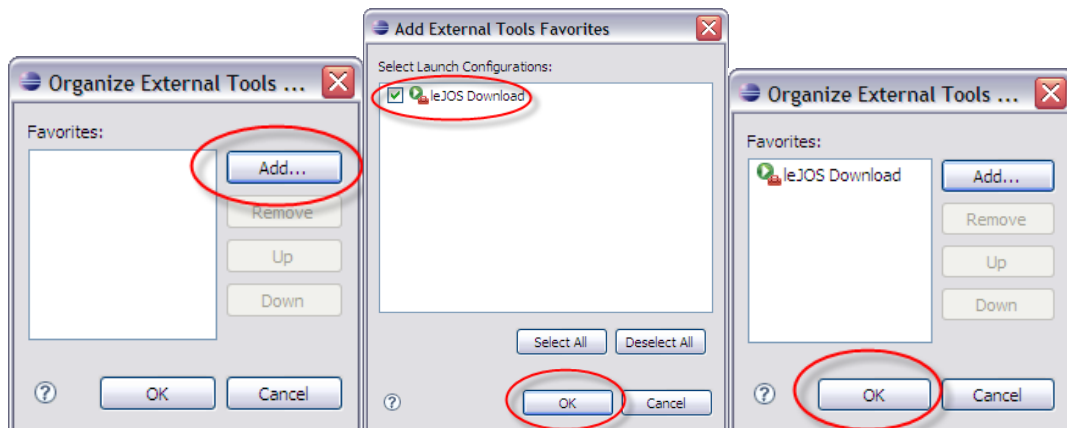 Organize External Tools ...
Favorites:
Add...
Remove
Up
Down
OK
Cancel
Add External Tools Favorites
Select Launch Configurations:
leJOS Download
Select All
Deselect All
OK
Cancel
Organize External Tools ...
Favorites:
leJOS Download
Add...
Remove
Up
Down
OK
Cancel